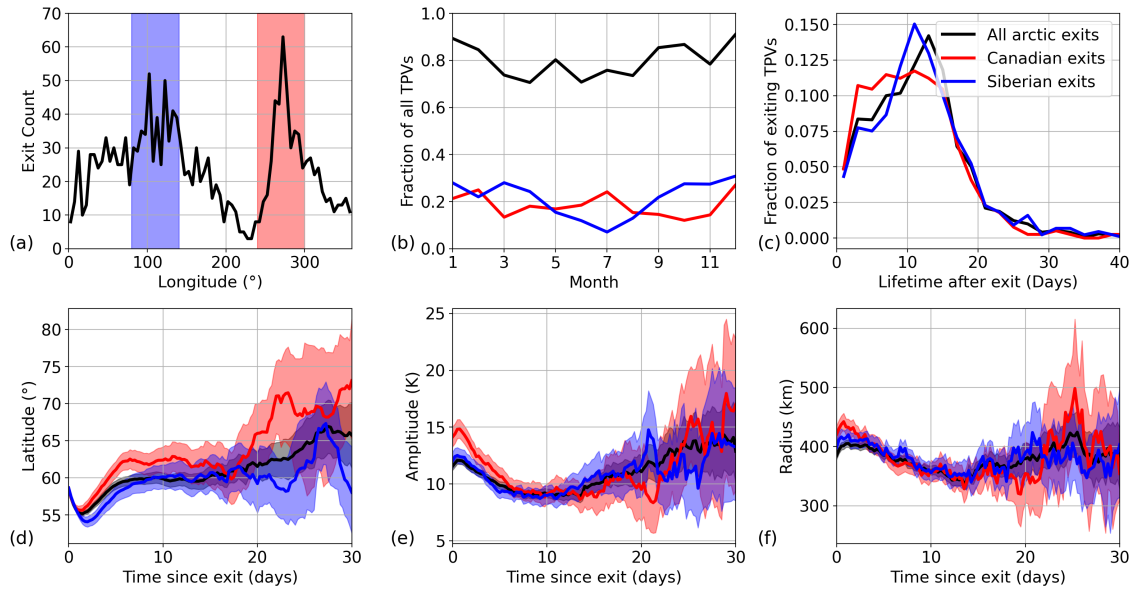 70
60
50
40
30
20
10
0
Exit Count
0 100 200 300
Longitude (°)
(a)
1.0
0.8
0.6
0.4
0.2
0.0
Fraction of all TPVs
1 3 5 7 9 11
Month
(b)
0.150
0.125
0.100
0.075
0.050
0.025
0.000
Fraction of exiting TPVs
All arctic exits
Canadian exits
Siberian exits
0 10 20 30 40
Lifetime after exit (Days)
(c)
80
75
70
65
60
55
Latitude (°)
0 10 20 30
Time since exit (days)
(d)
25
20
15
10
5
Ampltiude (K)
0 10 20 30
Time since exit (days)
(e)
600
500
400
300
Radius (km)
0 10 20 30
Time since exit (days)
(f)